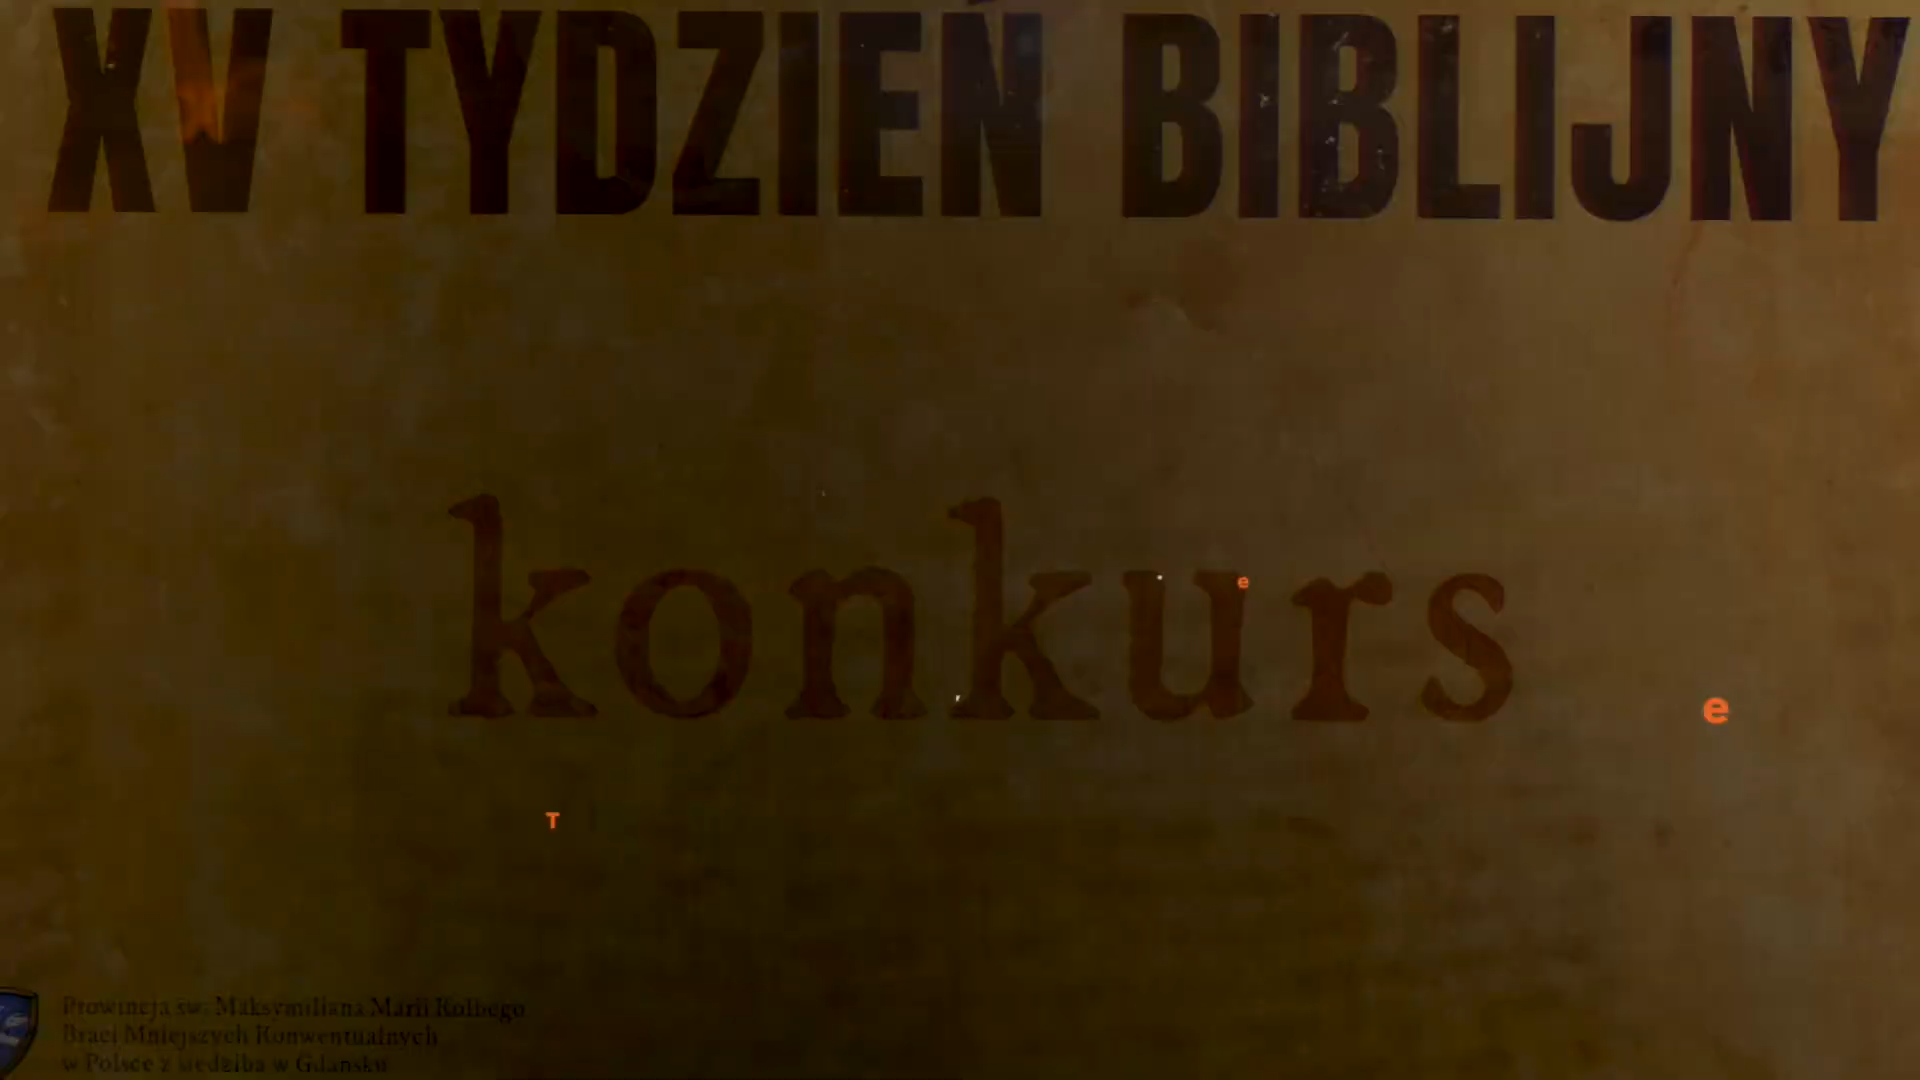 XV TYDZIEŃ BIBLIJNY
konkurs
e
e
T
Prowincja św. Maksymiliana Marii Kolbego
Braci Mniejszych Konwentualnych
w Polsce z siedzibą w Gdańsku